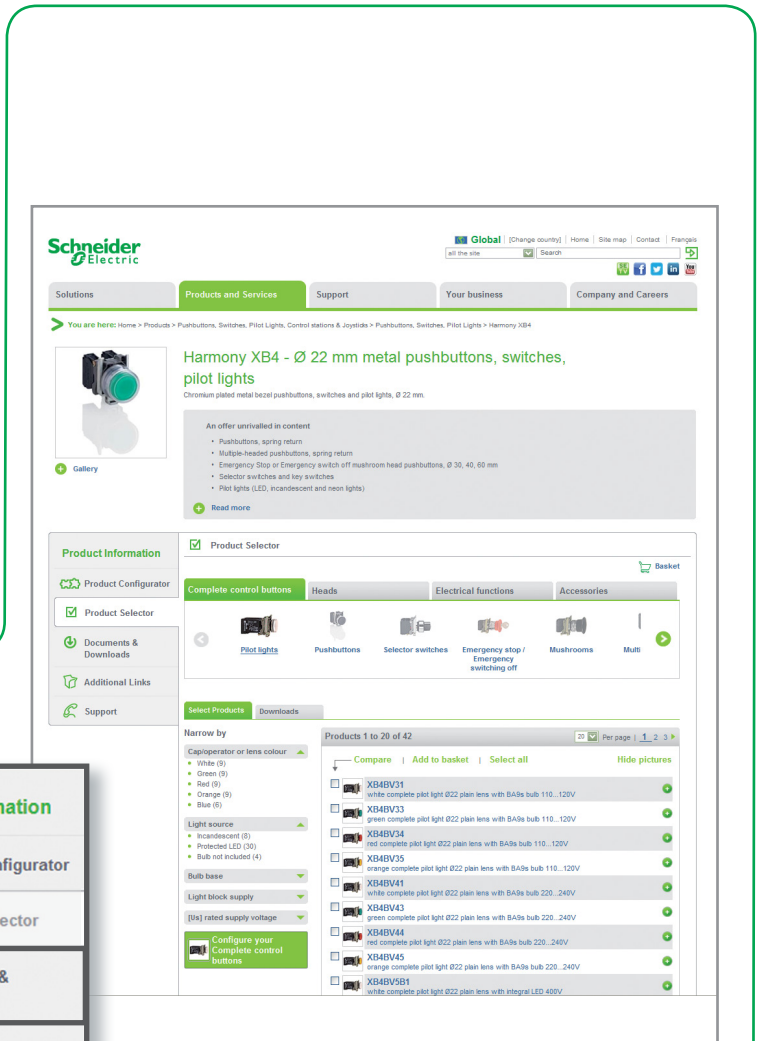 Schneider
Electric
Global | [Change country] | Home | Site map | Contact | Français
all the site
Search
Solutions
Products and Services
Support
Your business
Company and Careers
You are here: Home > Products > Pushbuttons, Switches, Pilot Lights, Control stations & Joysticks > Pushbuttons, Switches, Pilot Lights > Harmony XB4
Harmony XB4 - Ø 22 mm metal pushbuttons, switches,
pilot lights
Chromium plated metal bezel pushbuttons, switches and pilot lights, Ø 22 mm.
An offer unrivalled in content
• Pushbuttons, spring return
• Multiple-headed pushbuttons, spring return
• Emergency Stop or Emergency switch off mushroom head pushbuttons, Ø 30, 40, 60 mm
• Selector switches and key
switches
• Pilot lights (LED, incandescent
and neon lights)
Read more
Gallery
Product Information
Product Configurator
Product Selector
Documents &
Downloads
Additional Links
Support
Product Selector
Basket
Complete control buttons
Heads
Electrical functions
Accessories
Pilot lights
Pushbuttons
Selector switches
Emergency stop /
Emergency
switching off
Mushrooms
Multi
Select Products
Downloads
Narrow by
Cap/operator or lens colour
• White (9)
• Green (9)
• Red (9)
• Orange (9)
• Blue (6)
Light source
• Incandescent (8)
• Protected LED (30)
• Bulb not included (4)
Bulb base
Light block supply
[Us] rated supply voltage
Configure your
Complete control
buttons
Products 1 to 20 of 42
20 Per page | 1 2 3
Compare | Add to basket | Select all
Hide pictures
XB4BV31
white complete pilot light Ø22 plain lens with BA9s bulb 110...120V
XB4BV33
green complete pilot light Ø22 plain lens with BA9s bulb 110...120V
XB4BV34
red complete pilot light Ø22 plain lens with BA9s bulb 110...120V
XB4BV35
orange complete pilot light Ø22 plain lens with BA9s bulb 110...120V
XB4BV41
white complete pilot light Ø22 plain lens with BA9s bulb 220...240V
XB4BV43
green complete pilot light Ø22 plain lens with BA9s bulb 220...240V
XB4BV44
red complete pilot light Ø22 plain lens with BA9s bulb 220...240V
XB4BV45
orange complete pilot light Ø22 plain lens with BA9s bulb 220...240V
XB4BV5B1
white complete pilot light Ø22 plain lens with integral LED 400V
nation
nfigurator
ector
&